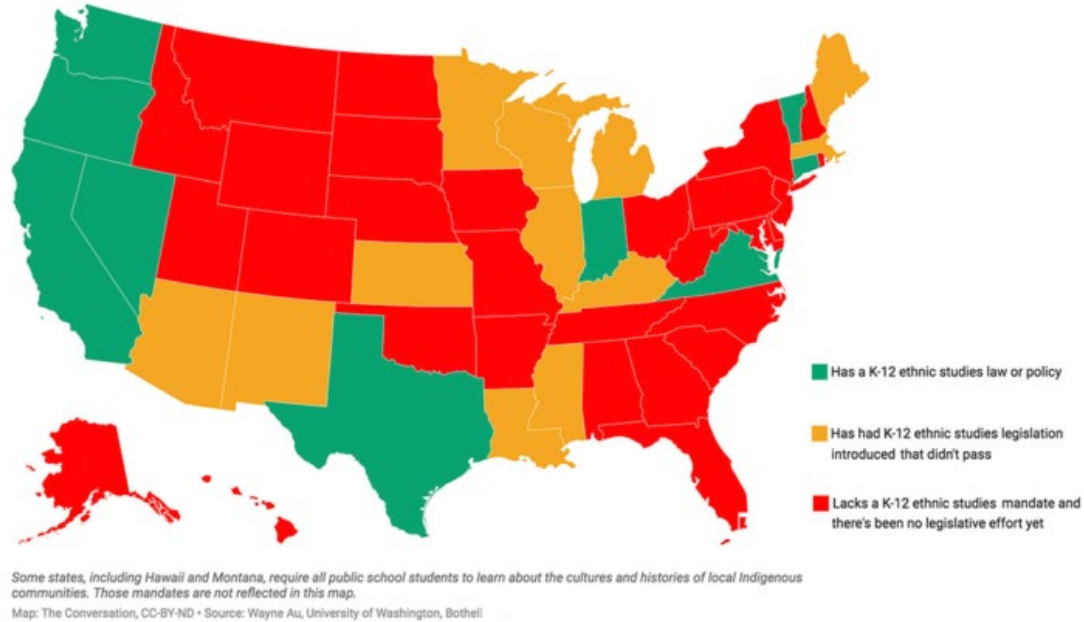 Has a K-12 ethnic studies law or policy
Has had K-12 ethnic studies legislation
introduced that didn't pass
Lacks a K-12 ethnic studies mandate and
there's been no legislative effort yet
Some states, including Hawaii and Montana, require all public school students to learn about the cultures and histories of local Indigenous
communities. Those mandates are not reflected in this map.
Map: The Conversation, CC-BY-ND • Source: Wayne Au, University of Washington, Bothell